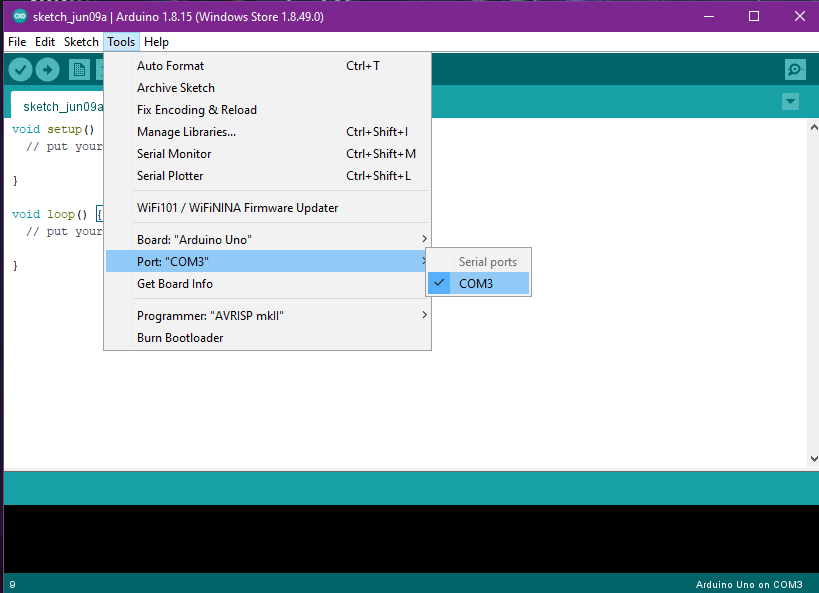 sketch_jun09a | Arduino 1.8.15 (Windows Store 1.8.49.0)
File Edit Sketch Tools Help
sketch_jun09a
void setup()
// put your
}
void loop() {
// put your
}
Auto Format Ctrl+T
Archive Sketch
Fix Encoding & Reload
Manage Libraries... Ctrl+Shift+I
Serial Monitor Ctrl+Shift+M
Serial Plotter Ctrl+Shift+L
WiFi101 / WiFiNINA Firmware Updater
Board: "Arduino Uno"
Port: "COM3"
Get Board Info
Programmer: "AVRISP mkII"
Burn Bootloader
Serial ports
COM3
9 Arduino Uno on COM3